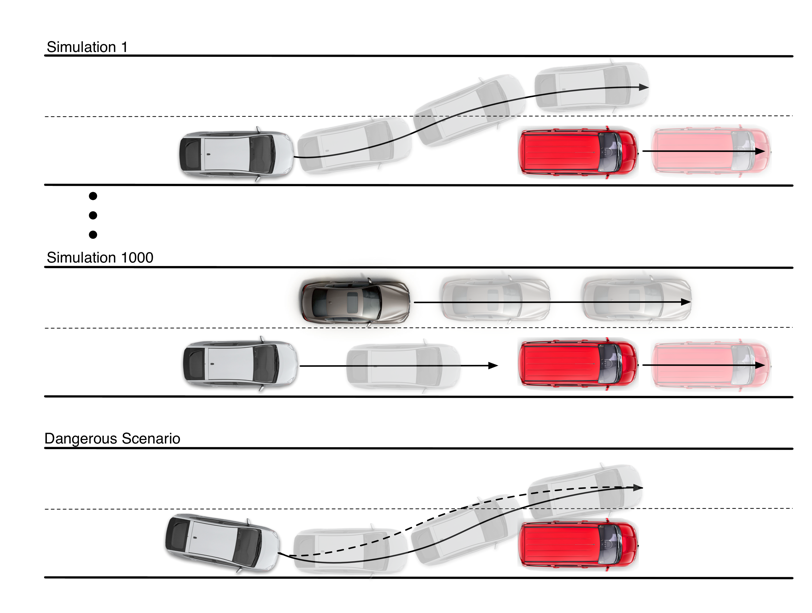 Simulation 1
Simulation 1000
Dangerous Scenario